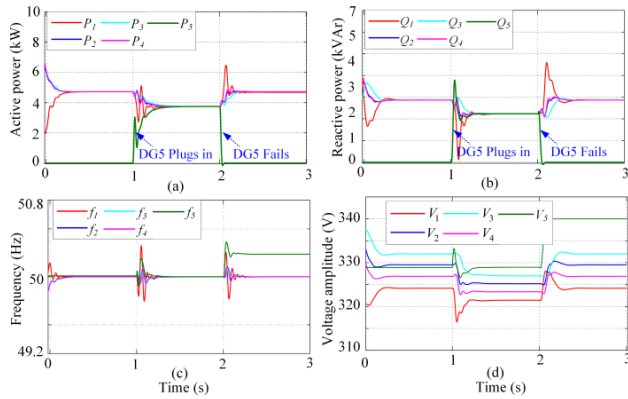 Active power (kW)
10
8
6
4
2
0
P1 P3 P5
P2 P4
DG5 Plugs in
DG5 Fails
0 1 2 3
(a)
Reactive power (kVAr)
6
4
2
0
Q1 Q3 Q5
Q2 Q4
DG5 Plugs in
DG5 Fails
0 1 2 3
(b)
Frequency (Hz)
50.8
50
49.2
f1 f3 f5
f2 f4
0 1 2 3
(c)
Time (s)
Voltage amplitude (V)
340
330
320
310
V1 V3 V5
V2 V4
0 1 2 3
(d)
Time (s)